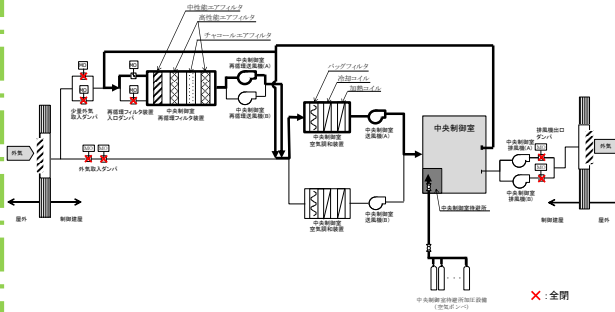 中性能エアフィルタ
高性能エアフィルタ
チャコールエアフィルタ
MO
MO
MO
MO
少量外気
取入ダンパ
再循環フィルタ装置
入口ダンパ
中央制御室
再循環フィルタ装置
中央制御室
再循環送風機(A)
中央制御室
再循環送風機(B)
外気
MO
MO
外気取入ダンパ
屋外
制御建屋
バッグフィルタ
冷却コイル
加熱コイル
中央制御室
空気調和装置
中央制御室
送風機(A)
中央制御室
空気調和装置
中央制御室
送風機(B)
中央制御室
中央制御室待避所
中央制御室
排風機(A)
中央制御室
排風機(B)
排風機出口
ダンパ
MO
MO
外気
制御建屋
屋外
中央制御室待避所加圧設備
(空気ボンベ)
・・・
×:全閉